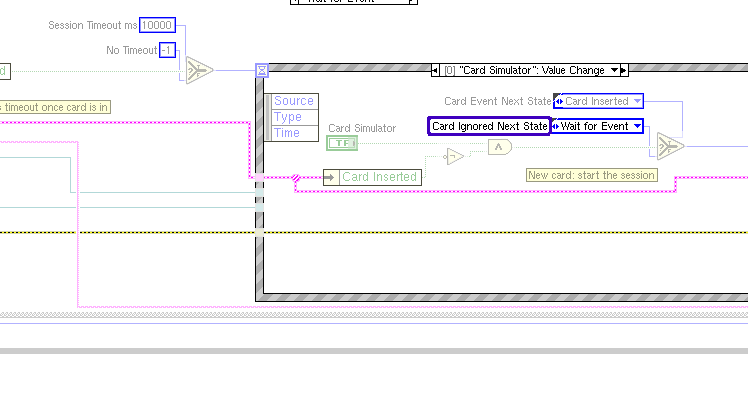 Wait for Event
Session Timeout ms 10000
No Timeout -1
[0] "Card Simulator": Value Change
s timeout once card is in
Source
Type
Time
Card Event Next State Card Inserted
Card Ignored Next State Wait for Event
Card Simulator
TF
Card Inserted
New card: start the session